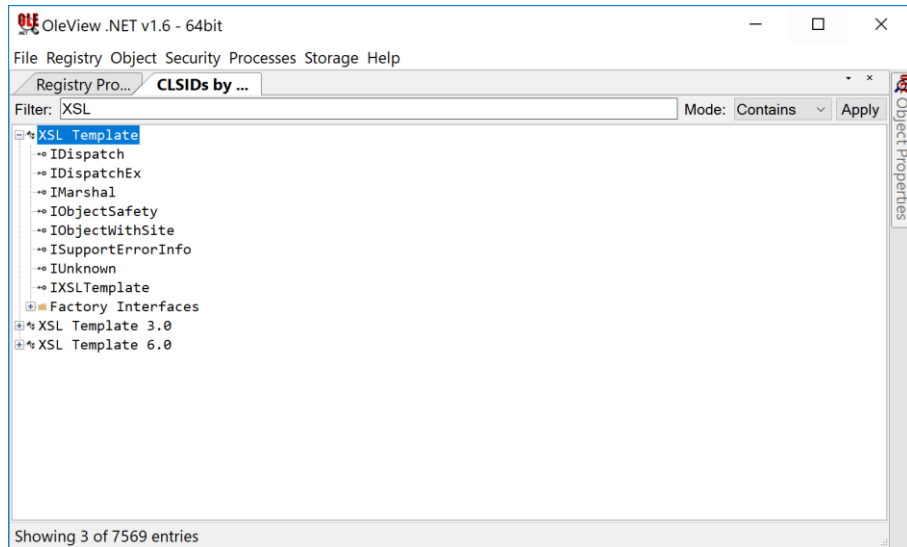 OleView .NET v1.6 - 64bit
File Registry Object Security Processes Storage Help
Registry Pro... CLSIDs by ...
Filter: XSL Mode: Contains Apply
XSL Template
IDispatch
IDispatchEx
IMarshal
IObjectSafety
IObjectWithSite
ISupportErrorInfo
IUnknown
IXSLTemplate
Factory Interfaces
XSL Template 3.0
XSL Template 6.0
Showing 3 of 7569 entries
Object Properties